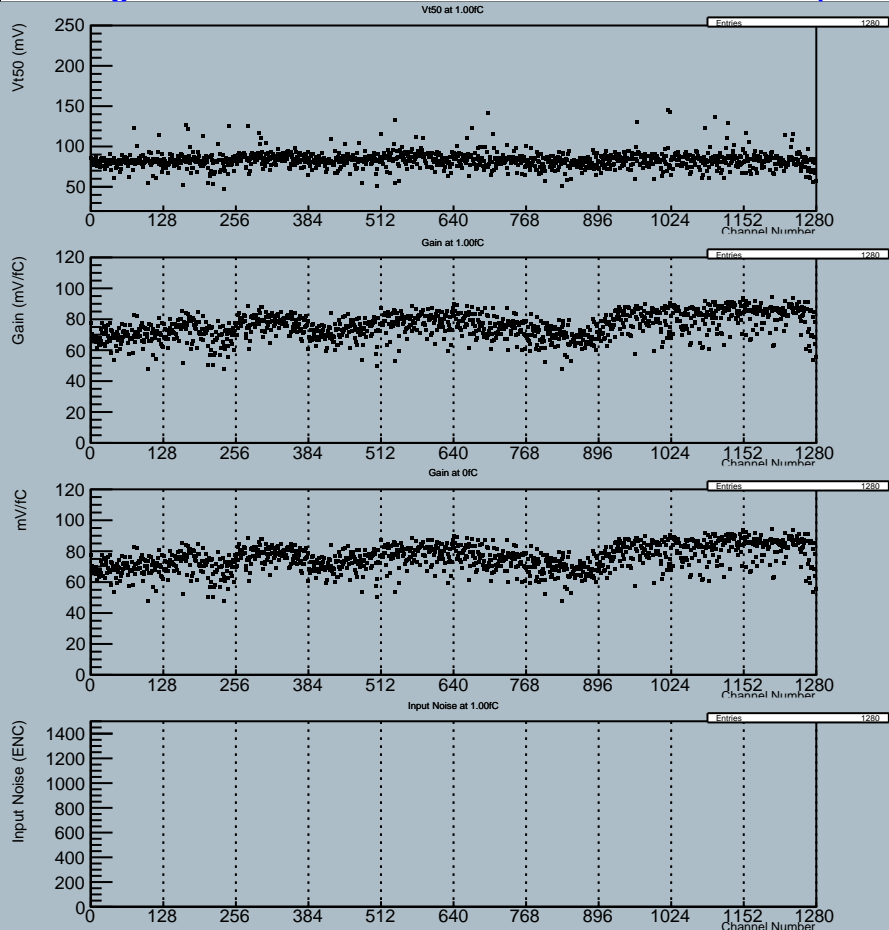 Vt50 at 1.00fC
Entries 1280
Vt50 (mV)
250
200
150
100
50
0 128 256 384 512 640 768 896 1024 1152 1280
Channel Number
Gain at 1.00fC
Entries 1280
Gain (mV/fC)
120
100
80
60
40
20
0
0 128 256 384 512 640 768 896 1024 1152 1280
Channel Number
Gain at 0fC
Entries 1280
mV/fC
120
100
80
60
40
20
0
0 128 256 384 512 640 768 896 1024 1152 1280
Channel Number
Input Noise at 1.00fC
Entries 1280
Input Noise (ENC)
1400
1200
1000
800
600
400
200
0
0 128 256 384 512 640 768 896 1024 1152 1280
Channel Number